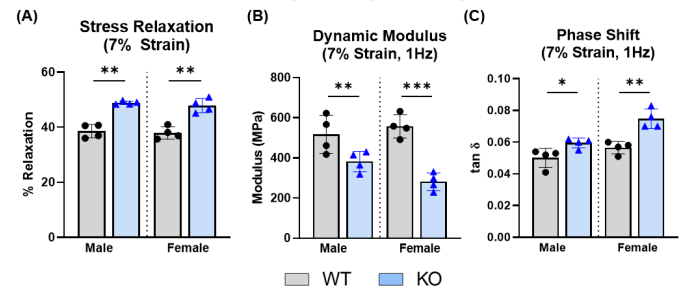 (A)
Stress Relaxation
(7% Strain)
**
**
% Relaxation
60
40
20
0
Male
Female
(B)
Dynamic Modulus
(7% Strain, 1Hz)
**
***
Modulus (MPa)
800
600
400
200
0
Male
Female
(C)
Phase Shift
(7% Strain, 1Hz)
*
**
tan δ
0.10
0.08
0.06
0.04
0.02
0.00
Male
Female
WT
KO